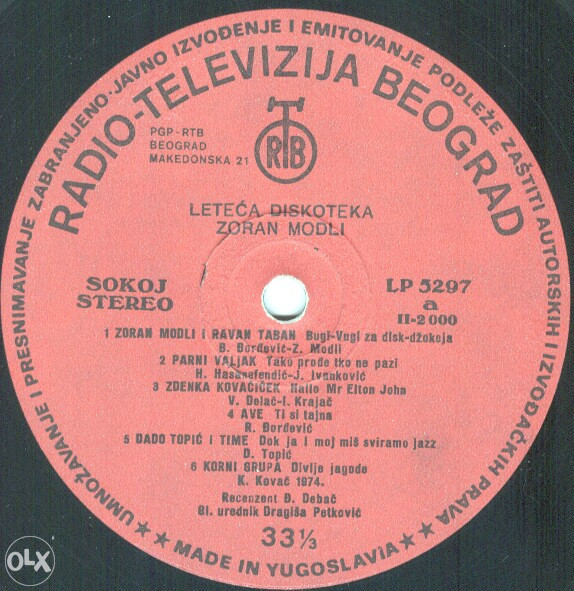 UMNOŽAVANJE I PRESNIMAVANJE ZABRANJENO-JAVNO IZVOĐENJE I EMITOVANJE PODLEŽE ZAŠTITI AUTORSKIH I IZVOĐAČKIH PRAVA
RADIO-TELEVIZIJA BEOGRAD
PGP-RTB
BEOGRAD
MAKEDONSKA 21
RTB
LETEĆA DISKOTEKA
ZORAN MODLI
SOKOJ
STEREO
LP 5297
a
II-2000
1 ZORAN MODLI i RAVAN TABAN Bugi-Vugi za disk-džokeja
B. Đorđević-Z. Modli
2 PARNI VALJAK Tako prođe tko ne pazi
H. Hasanefendić-J. Ivanković
3 ZDENKA KOVAČIČEK Hallo Mr Elton John
V. Delač-I. Krajač
4 AVE Ti si tajna
R. Đorđević
5 DADO TOPIĆ I TIME Dok ja i moj miš sviramo jazz
D. Topić
6 KORNI GRUPA Divlje jagode
K. Kovač 1974.
Recenzent Đ. Debač
Gl. urednik Dragiša Petković
33⅓
★★ MADE IN YUGOSLAVIA ★★
OLX